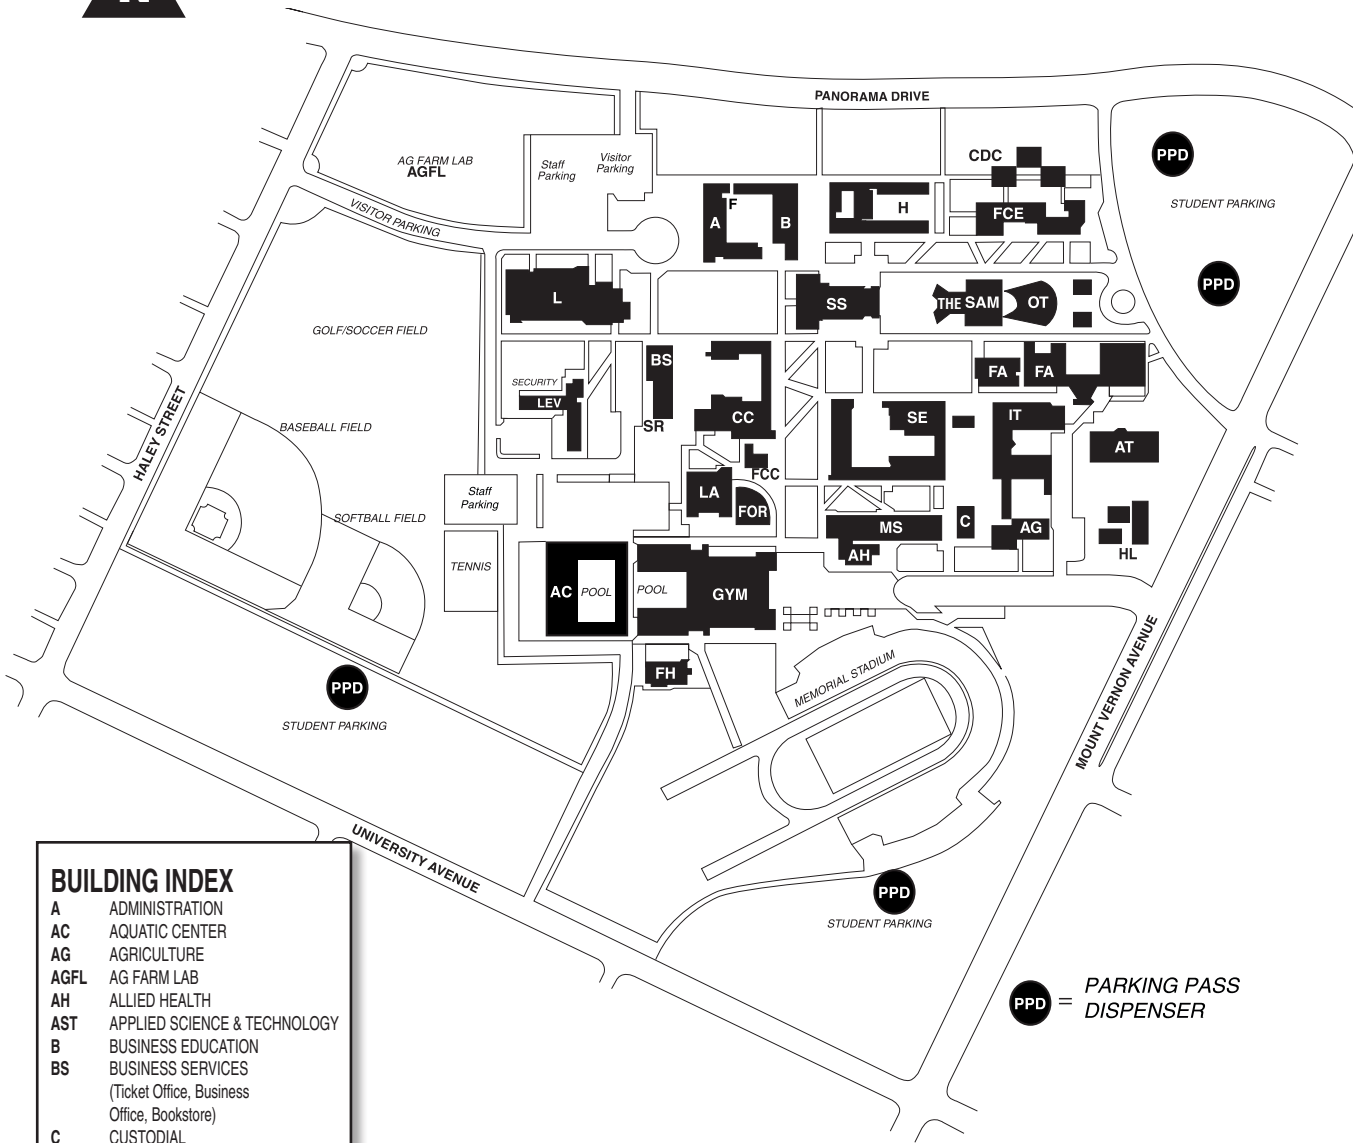 N
PANORAMA DRIVE
PPD
STUDENT PARKING
PPD
AG FARM LAB
AGFL
Staff
Parking
Visitor
Parking
VISITOR PARKING
CDC
A
F
B
H
FCE
L
SS
THE
SAM
OT
GOLF/SOCCER FIELD
HALEY STREET
SECURITY
LEV
BS
SR
CC
FCC
FA
FA
SE
IT
AT
BASEBALL FIELD
SOFTBALL FIELD
Staff
Parking
LA
FOR
MS
AH
C
AG
HL
TENNIS
AC
POOL
POOL
GYM
FH
MEMORIAL STADIUM
MOUNT VERNON AVENUE
PPD
STUDENT PARKING
UNIVERSITY AVENUE
PPD
STUDENT PARKING
PPD
=
PARKING PASS
DISPENSER
BUILDING INDEX
A ADMINISTRATION
AC AQUATIC CENTER
AG AGRICULTURE
AGFL AG FARM LAB
AH ALLIED HEALTH
AST APPLIED SCIENCE & TECHNOLOGY
B BUSINESS EDUCATION
BS BUSINESS SERVICES
(Ticket Office, Business
Office, Bookstore)
C CUSTODIAL